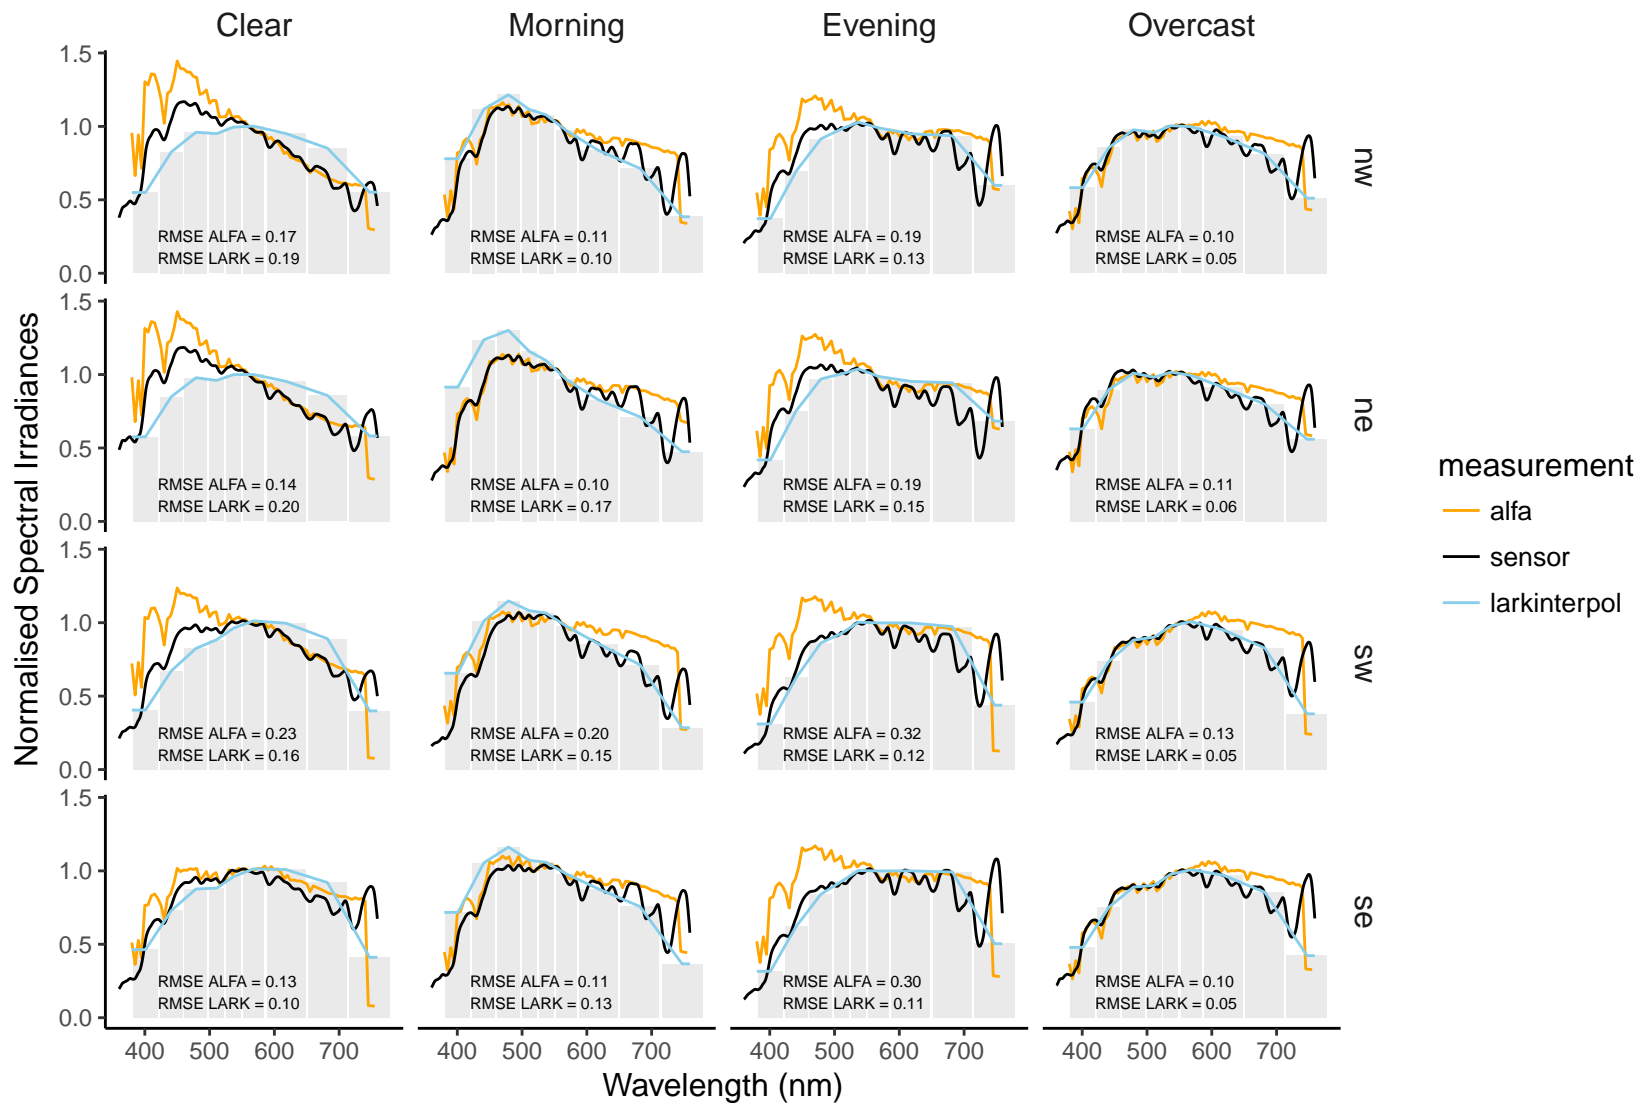 Clear Morning Evening Overcast
1.5
1.0
0.5
0.0
RMSE ALFA = 0.17
RMSE LARK = 0.19
RMSE ALFA = 0.11
RMSE LARK = 0.10
RMSE ALFA = 0.19
RMSE LARK = 0.13
RMSE ALFA = 0.10
RMSE LARK = 0.05
nw
1.5
1.0
0.5
0.0
RMSE ALFA = 0.14
RMSE LARK = 0.20
RMSE ALFA = 0.10
RMSE LARK = 0.17
RMSE ALFA = 0.19
RMSE LARK = 0.15
RMSE ALFA = 0.11
RMSE LARK = 0.06
ne
1.5
1.0
0.5
0.0
RMSE ALFA = 0.23
RMSE LARK = 0.16
RMSE ALFA = 0.20
RMSE LARK = 0.15
RMSE ALFA = 0.32
RMSE LARK = 0.12
RMSE ALFA = 0.13
RMSE LARK = 0.05
sw
1.5
1.0
0.5
0.0
RMSE ALFA = 0.13
RMSE LARK = 0.10
RMSE ALFA = 0.11
RMSE LARK = 0.13
RMSE ALFA = 0.30
RMSE LARK = 0.11
RMSE ALFA = 0.10
RMSE LARK = 0.05
se
400 500 600 700 400 500 600 700 400 500 600 700 400 500 600 700
Wavelength (nm)
Normalised Spectral Irradiances
measurement
alfa
sensor
larkinterpol